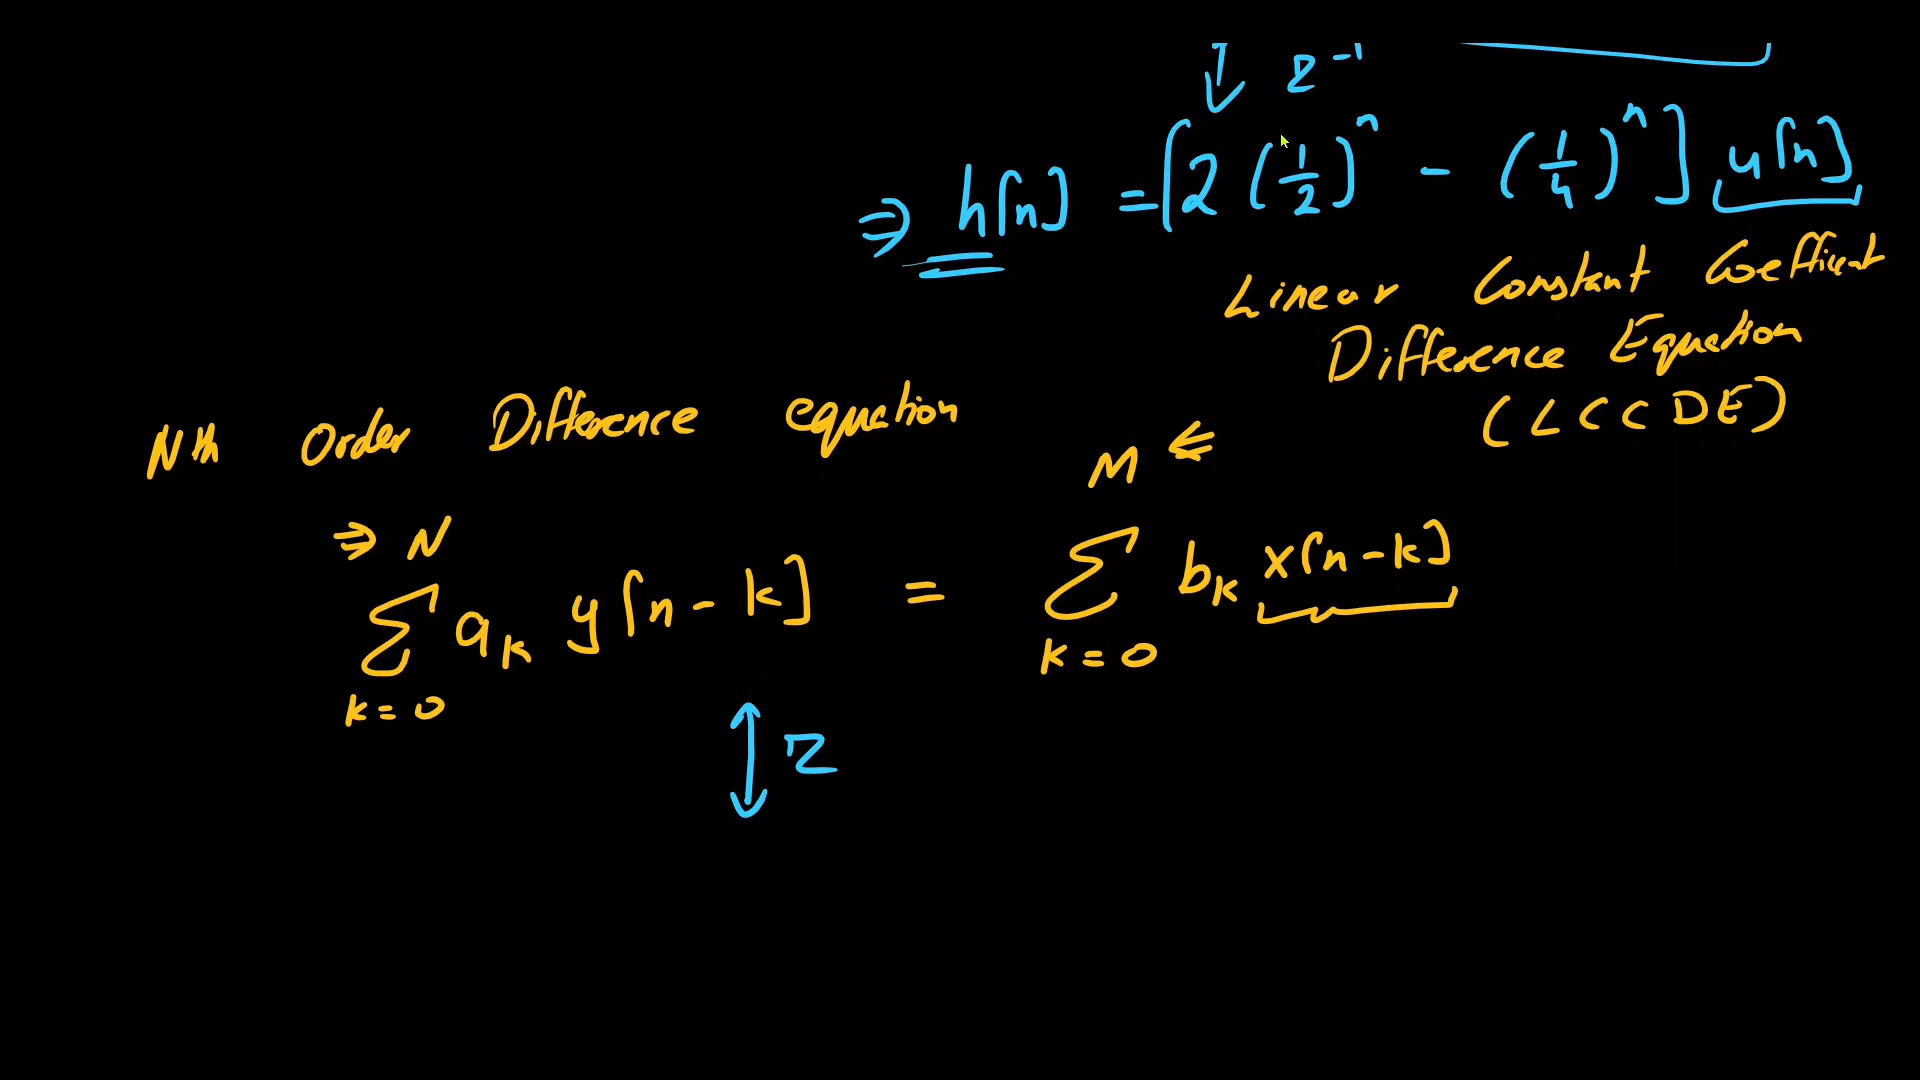 ↓ Z⁻¹
⇒ h[n] = [2 (1/2)ⁿ - (1/4)ⁿ] u[n]
Linear Constant Coefficient
Difference Equation
(LCCDE)
Nth Order Difference equation
⇒ N ∑ k=0 aₖ y[n-k] = M ⇐ ∑ k=0 bₖ x[n-k]
↕ Z